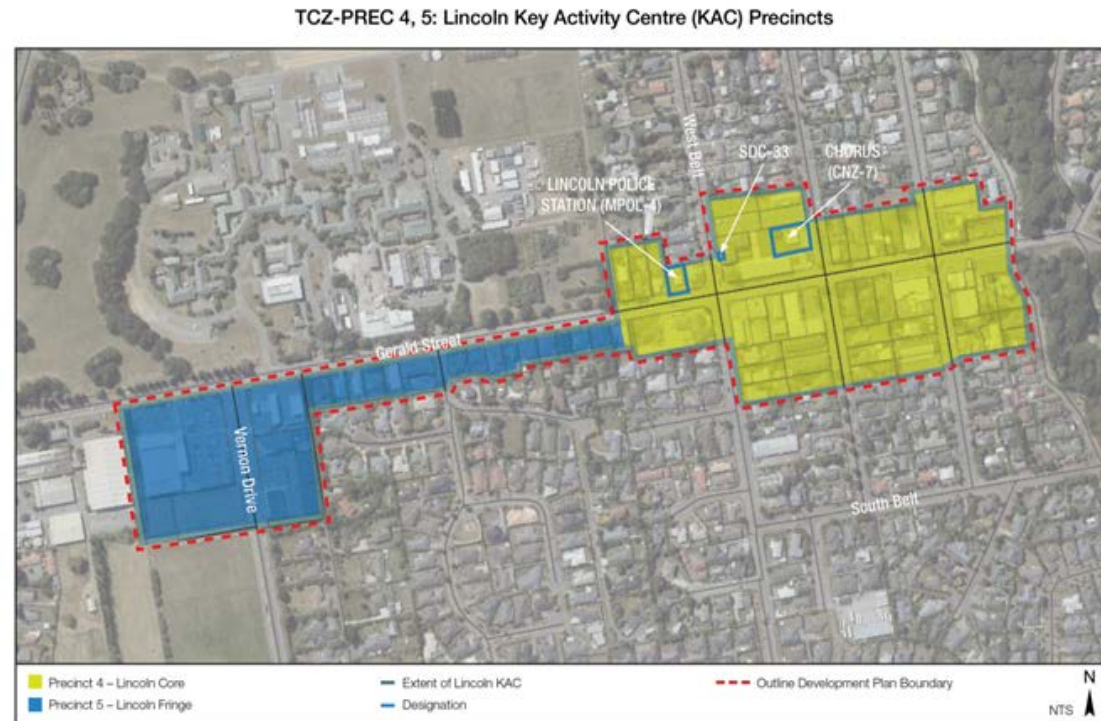 TCZ-PREC 4, 5: Lincoln Key Activity Centre (KAC) Precincts
West Belt
SDC-33
CHORUS
(CNZ-7)
LINCOLN POLICE
STATION (MPOL-4)
Gerald Street
Vernon Drive
South Belt
Precinct 4 – Lincoln Core
Extent of Lincoln KAC
Outline Development Plan Boundary
Precinct 5 – Lincoln Fringe
Designation
N
NTS